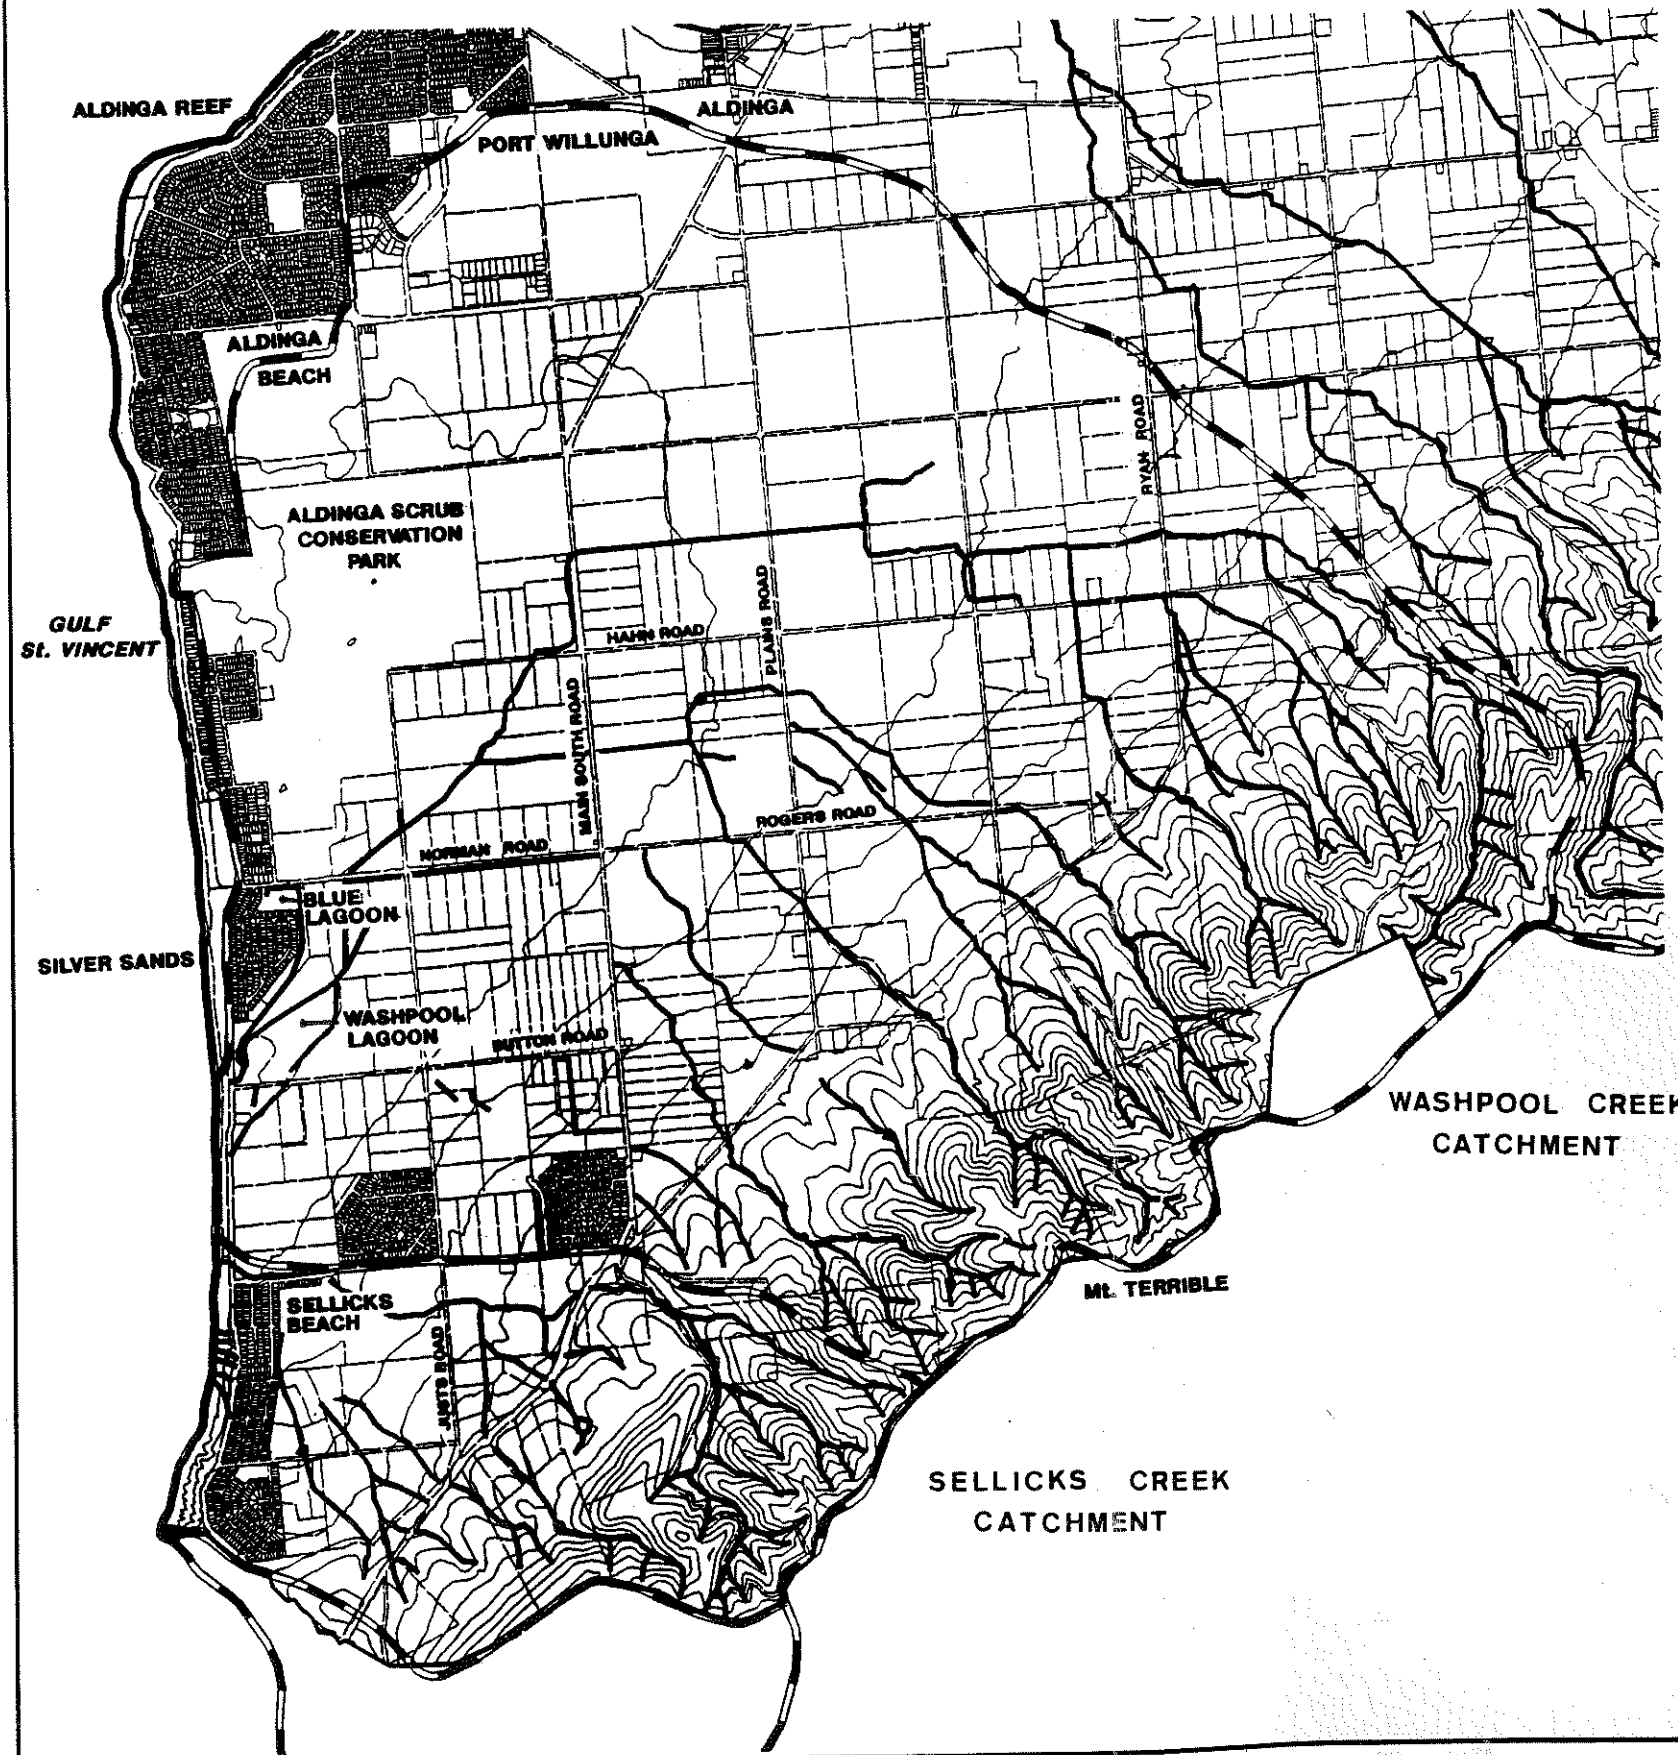 ALDINGA REEF
ALDINGA
PORT WILLUNGA
ALDINGA
BEACH
RYAN ROAD
ALDINGA SCRUB
CONSERVATION
PARK
PLAINS ROAD
GULF
St. VINCENT
HAHN ROAD
MAIN SOUTH ROAD
ROGERS ROAD
NORMAN ROAD
BLUE
LAGOON
SILVER SANDS
WASHPOOL
LAGOON
BUTTON ROAD
WASHPOOL CREEK
CATCHMENT
Mt. TERRIBLE
SELLICKS
BEACH
JUSTS ROAD
SELLICKS CREEK
CATCHMENT